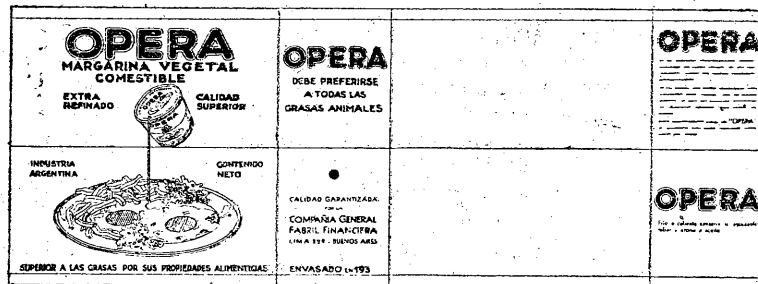 OPERA
MARGARINA VEGETAL
COMESTIBLE
EXTRA
REFINADO
CALIDAD
SUPERIOR
OPERA
OPERA
INDUSTRIA
ARGENTINA
CONTENIDO
NETO
SUPERIOR A LAS GRASAS POR SUS PROPIEDADES ALIMENTICIAS
OPERA
DEBE PREFERIRSE
A TODAS LAS
GRASAS ANIMALES
CALIDAD GARANTIZADA
POR LA
COMPAÑIA GENERAL
FABRIL FINANCIERA
LIMA - BUENOS AIRES
ENVASADO EN 193
OPERA
"OPERA
OPERA